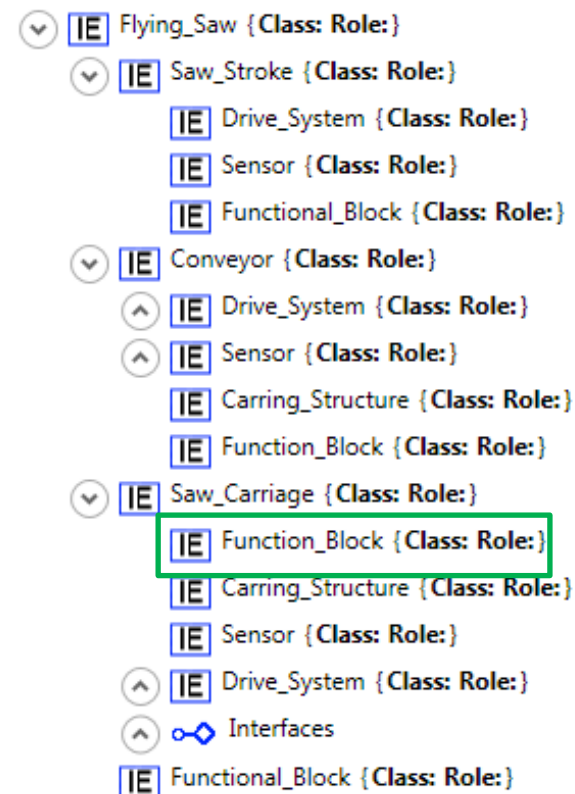 IE Flying_Saw {Class: Role:}
IE Saw_Stroke {Class: Role:}
IE Drive_System {Class: Role:}
IE Sensor {Class: Role:}
IE Functional_Block {Class: Role:}
IE Conveyor {Class: Role:}
IE Drive_System {Class: Role:}
IE Sensor {Class: Role:}
IE Carring_Structure {Class: Role:}
IE Function_Block {Class: Role:}
IE Saw_Carriage {Class: Role:}
IE Function_Block {Class: Role:}
IE Carring_Structure {Class: Role:}
IE Sensor {Class: Role:}
IE Drive_System {Class: Role:}
Interfaces
IE Functional_Block {Class: Role:}